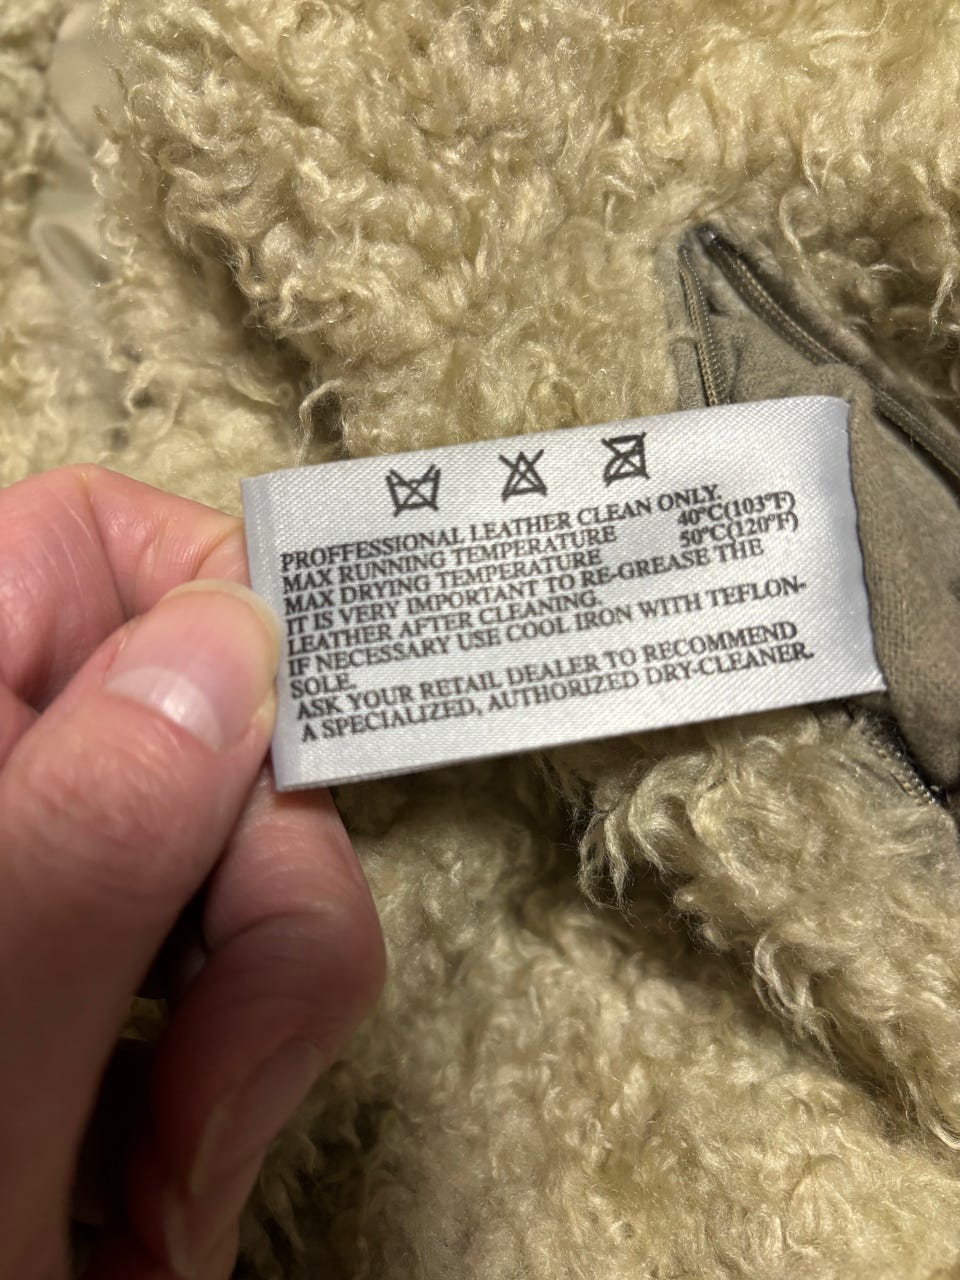 PROFFESSIONAL LEATHER CLEAN ONLY.
MAX RUNNING TEMPERATURE 40°C(103°F)
MAX DRYING TEMPERATURE 50°C(120°F)
IT IS VERY IMPORTANT TO RE-GREASE THE
LEATHER AFTER CLEANING.
IF NECESSARY USE COOL IRON WITH TEFLON-
SOLE.
ASK YOUR RETAIL DEALER TO RECOMMEND
A SPECIALIZED, AUTHORIZED DRY-CLEANER.